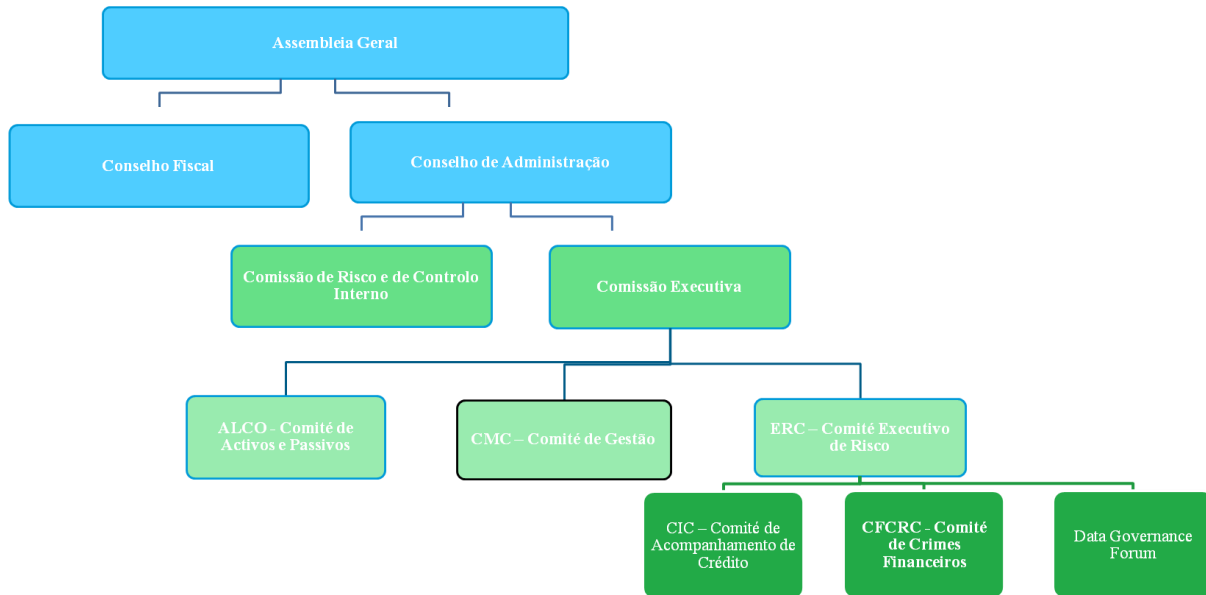 Assembleia Geral
Conselho Fiscal
Conselho de Administração
Comissão de Risco e de Controlo
Interno
Comissão Executiva
ALCO - Comité de
Activos e Passivos
CMC – Comité de Gestão
ERC – Comité Executivo
de Risco
CIC – Comité de
Acompanhamento de
Crédito
CFCRC - Comité
de Crimes
Financeiros
Data Governance
Forum